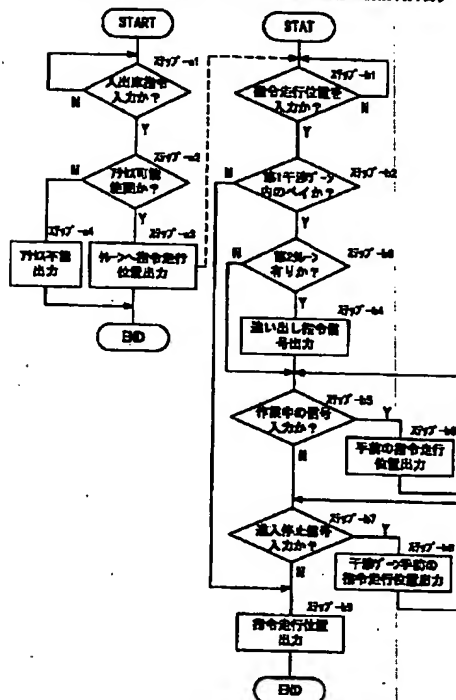 START
ステップ-a1
入出庫指令
入力か?
N
Y
ステップ-a2
アクセス可能
範囲か?
N
Y
ステップ-a4
ステップ-a3
アクセス不能
出力
クレーンへ指令走行
位置出力
END
STAT
ステップ-b1
指令走行位置を
入力か?
N
Y
ステップ-b2
第1干渉ゾーン
内のベイか?
N
Y
第2クレーン
有りか?
N
Y
ステップ-b4
追い出し指令信
号出力
ステップ-b5
作業中の信号
入力か?
Y
N
ステップ-b6
手前の指令走行
位置出力
ステップ-b7
進入停止信号
入力か?
Y
N
ステップ-b8
干渉ゾーン手前の
指令走行位置出力
ステップ-b9
指令走行位置
出力
END